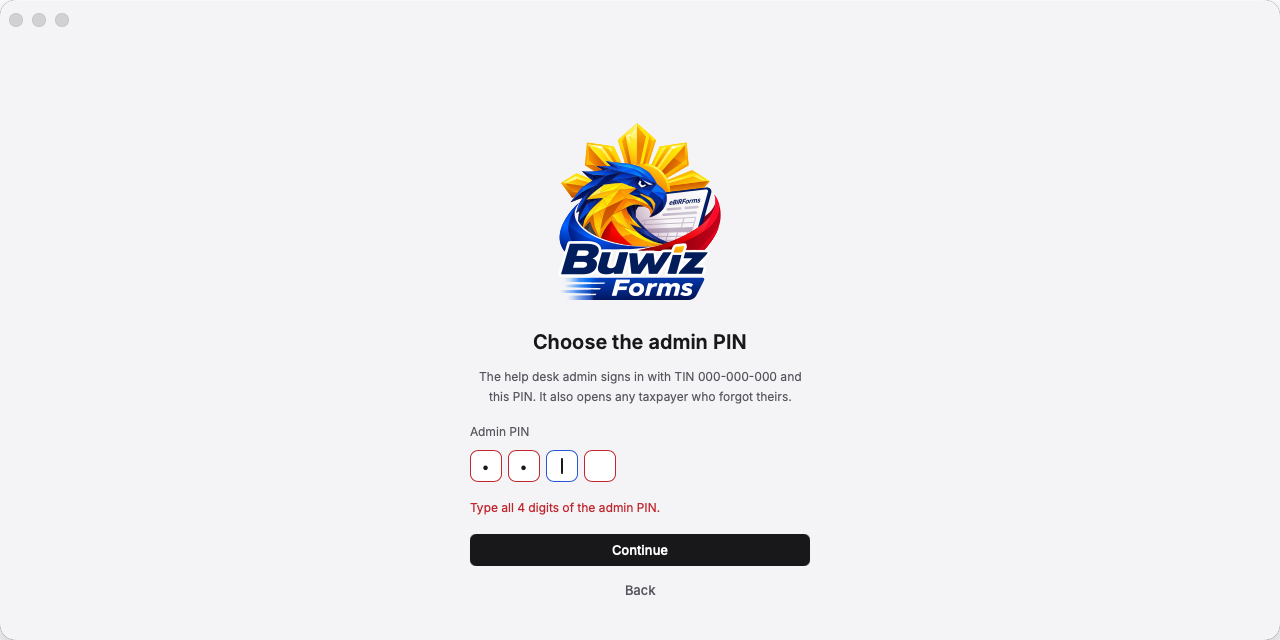 eBIRForms
Buwiz
Forms
Choose the admin PIN
The help desk admin signs in with TIN 000-000-000 and
this PIN. It also opens any taxpayer who forgot theirs.
Admin PIN
Type all 4 digits of the admin PIN.
Continue
Back